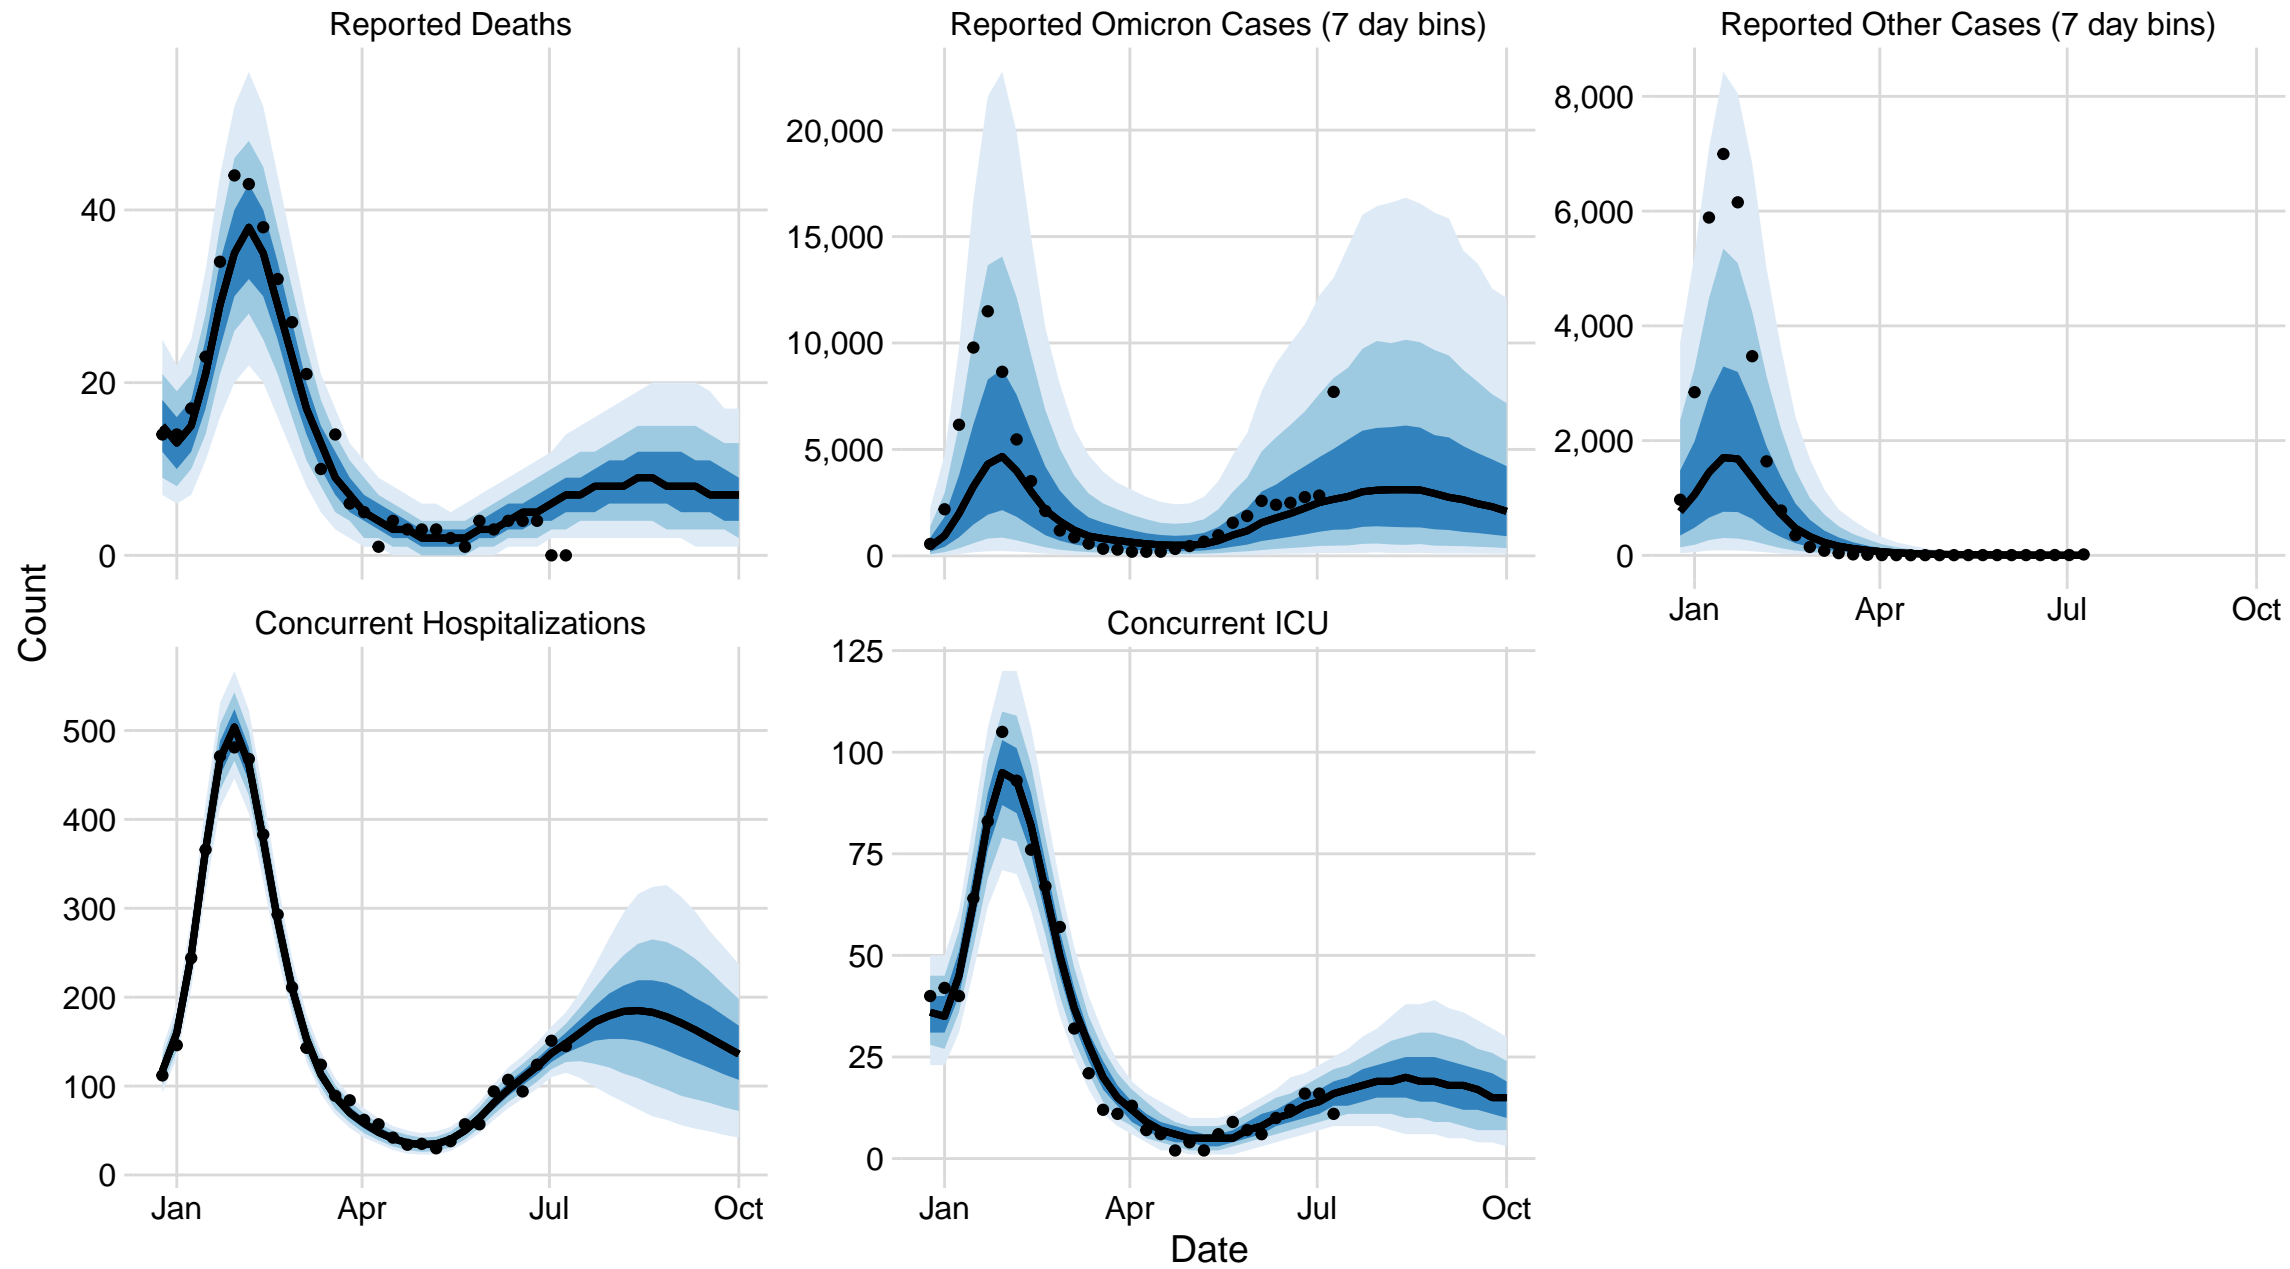 Reported Deaths
Reported Omicron Cases (7 day bins)
Reported Other Cases (7 day bins)
40
20
0
20,000
15,000
10,000
5,000
0
8,000
6,000
4,000
2,000
0
Jan Apr Jul Oct
Count
Concurrent Hospitalizations
Concurrent ICU
500
400
300
200
100
0
Jan Apr Jul Oct
125
100
75
50
25
0
Jan Apr Jul Oct
Date